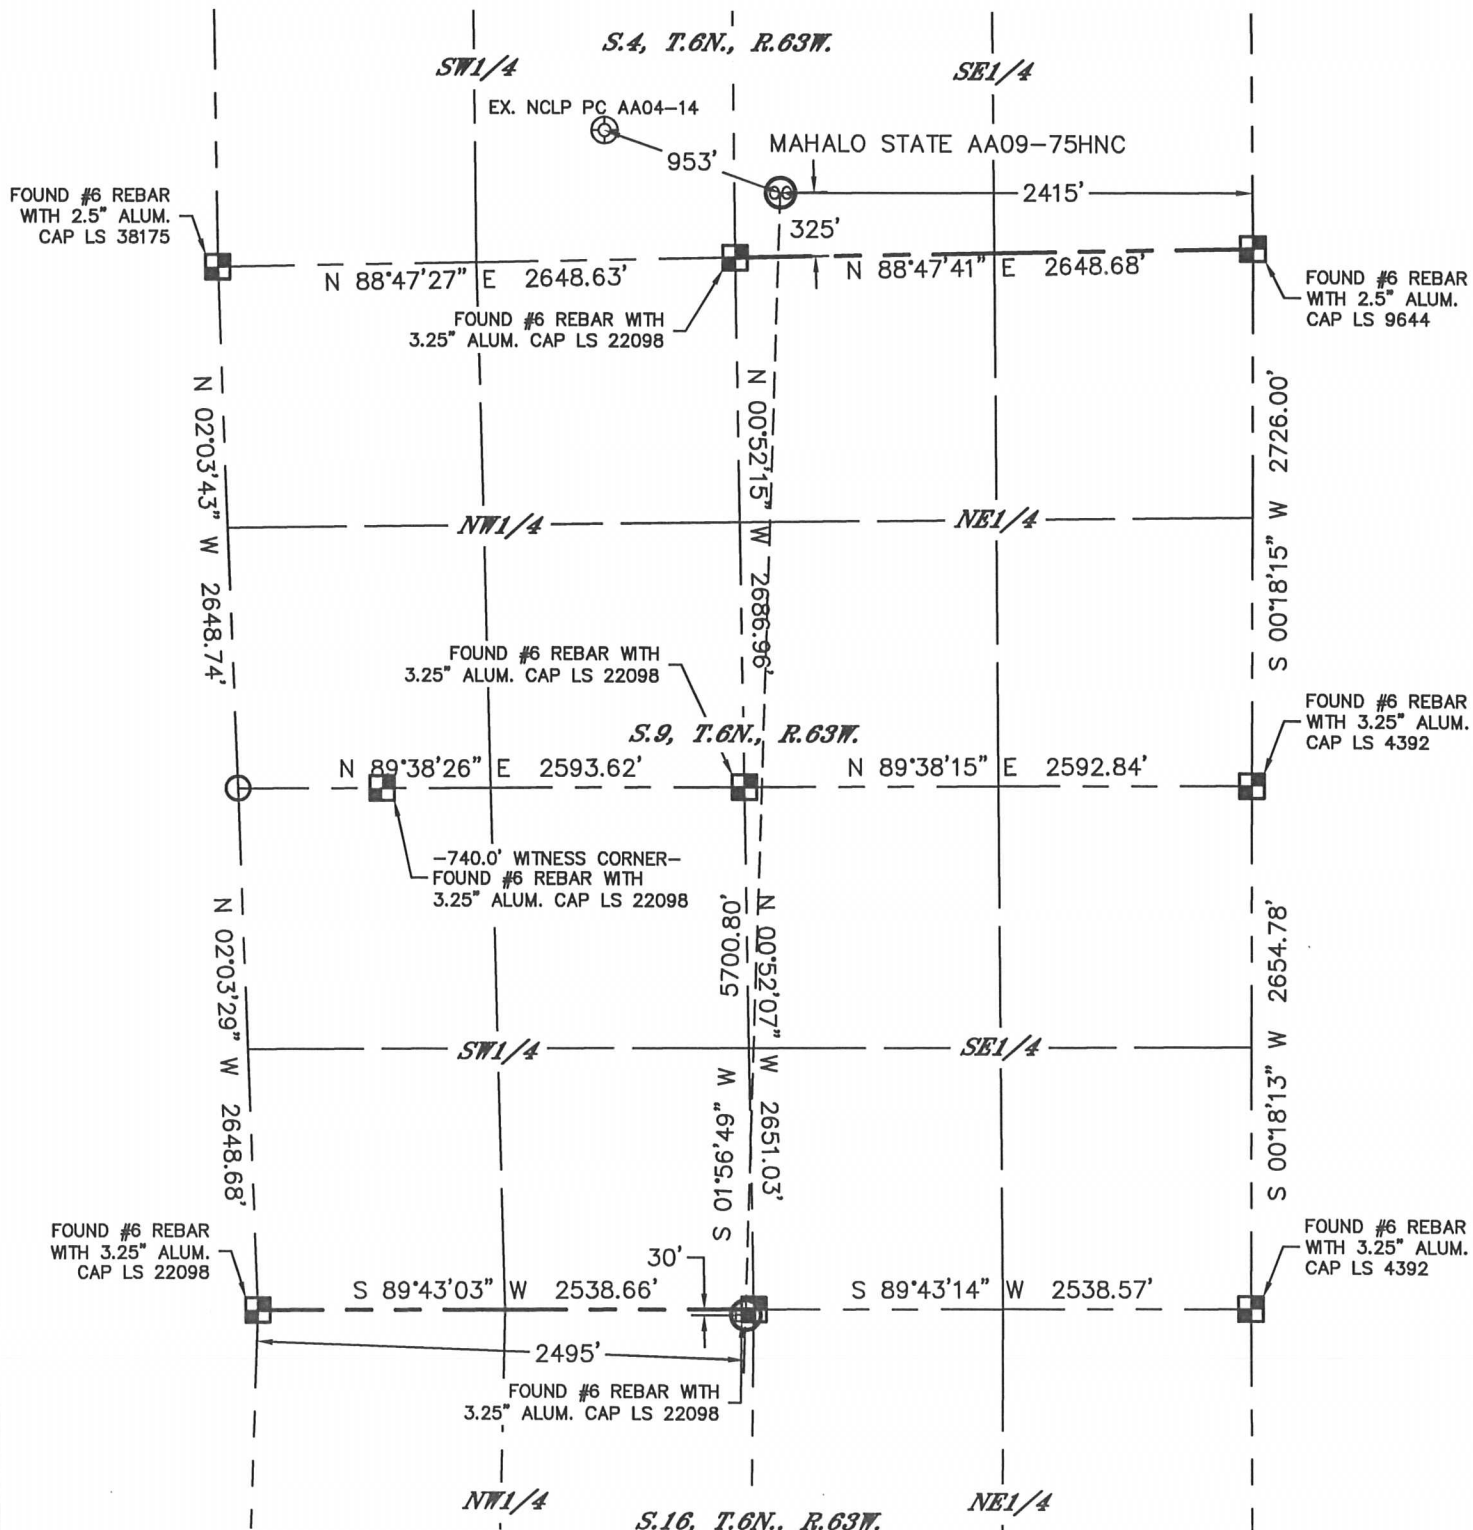 S.4, T.6N., R.63W.
SW1/4
SE1/4
EX. NCLP PC AA04-14
953'
MAHALO STATE AA09-75HNC
2415'
325'
FOUND #6 REBAR
WITH 2.5" ALUM.
CAP LS 38175
N 88°47'27" E 2648.63'
N 88°47'41" E 2648.68'
FOUND #6 REBAR
WITH 2.5" ALUM.
CAP LS 9644
FOUND #6 REBAR WITH
3.25" ALUM. CAP LS 22098
N 02°03'43" W 2648.74'
N 00°52'15" W 2686.96'
S 00°18'15" W 2726.00'
NW1/4
NE1/4
FOUND #6 REBAR WITH
3.25" ALUM. CAP LS 22098
S.9, T.6N., R.63W.
FOUND #6 REBAR
WITH 3.25" ALUM.
CAP LS 4392
N 89°38'26" E 2593.62'
N 89°38'15" E 2592.84'
-740.0' WITNESS CORNER-
FOUND #6 REBAR WITH
3.25" ALUM. CAP LS 22098
N 02°03'29" W 2648.68'
S 01°56'49" W 5700.80'
N 00°52'07" W 2651.03'
S 00°18'13" W 2654.78'
SW1/4
SE1/4
FOUND #6 REBAR
WITH 3.25" ALUM.
CAP LS 22098
30'
FOUND #6 REBAR
WITH 3.25" ALUM.
CAP LS 4392
S 89°43'03" W 2538.66'
S 89°43'14" W 2538.57'
2495'
FOUND #6 REBAR WITH
3.25" ALUM. CAP LS 22098
NW1/4
NE1/4
S.16, T.6N., R.63W.